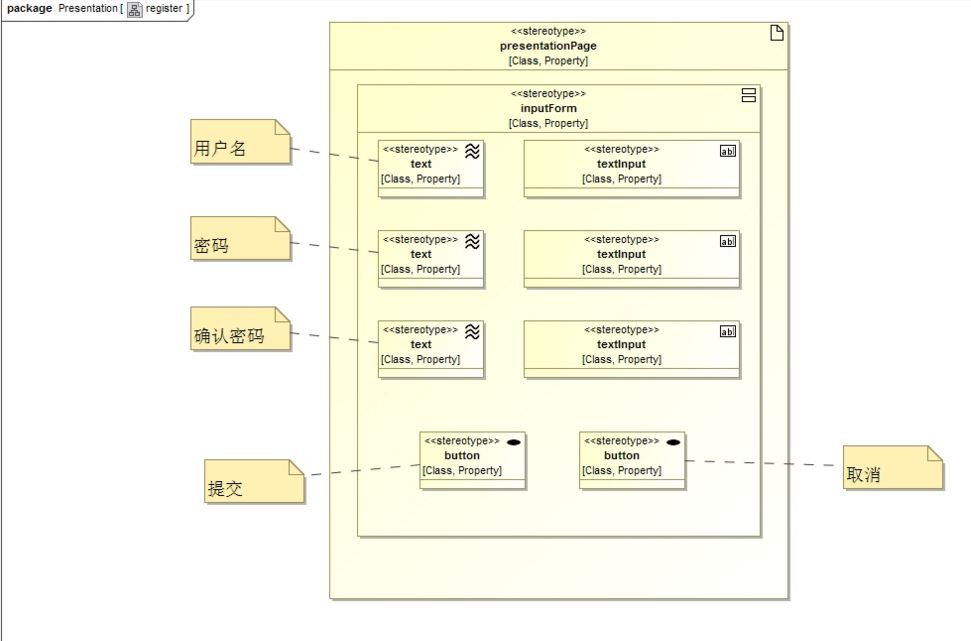 package Presentation [ register ]
<<stereotype>>
presentationPage
[Class, Property]
<<stereotype>>
inputForm
[Class, Property]
用户名
<<stereotype>>
text
[Class, Property]
<<stereotype>>
textInput
[Class, Property]
ab
密码
<<stereotype>>
text
[Class, Property]
<<stereotype>>
textInput
[Class, Property]
ab
确认密码
<<stereotype>>
text
[Class, Property]
<<stereotype>>
textInput
[Class, Property]
ab
提交
<<stereotype>>
button
[Class, Property]
<<stereotype>>
button
[Class, Property]
取消